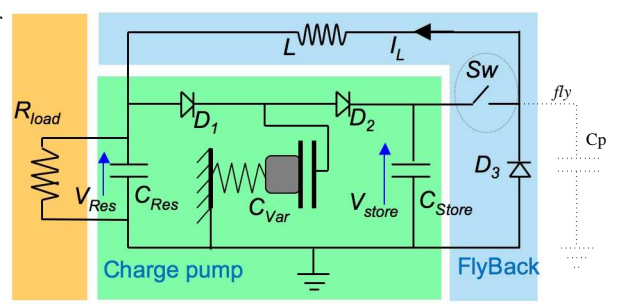 L
I_L
Sw
fly
R_load
D_1
D_2
Cp
V_Res
C_Res
C_Var
V_store
C_Store
D_3
Charge pump
FlyBack